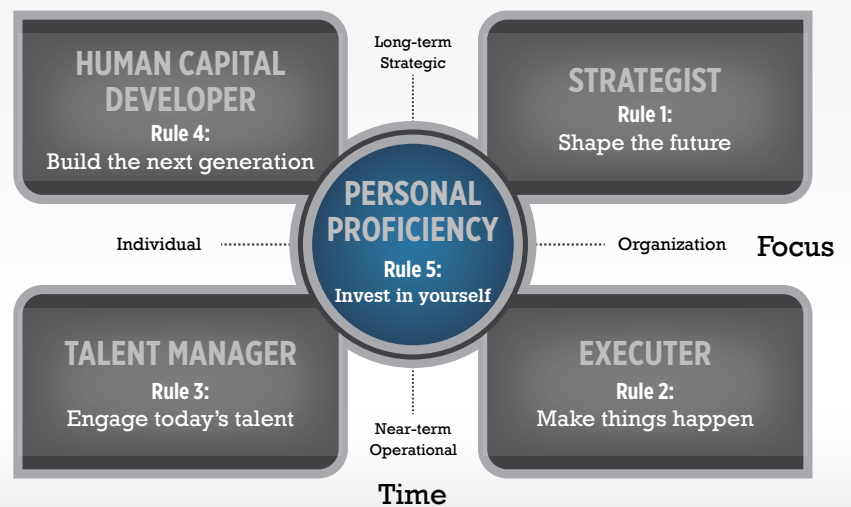 HUMAN CAPITAL
DEVELOPER
Rule 4:
Build the next generation
Long-term
Strategic
STRATEGIST
Rule 1:
Shape the future
Individual
PERSONAL
PROFICIENCY
Rule 5:
Invest in yourself
Organization
Focus
TALENT MANAGER
Rule 3:
Engage today’s talent
Near-term
Operational
EXECUTER
Rule 2:
Make things happen
Time